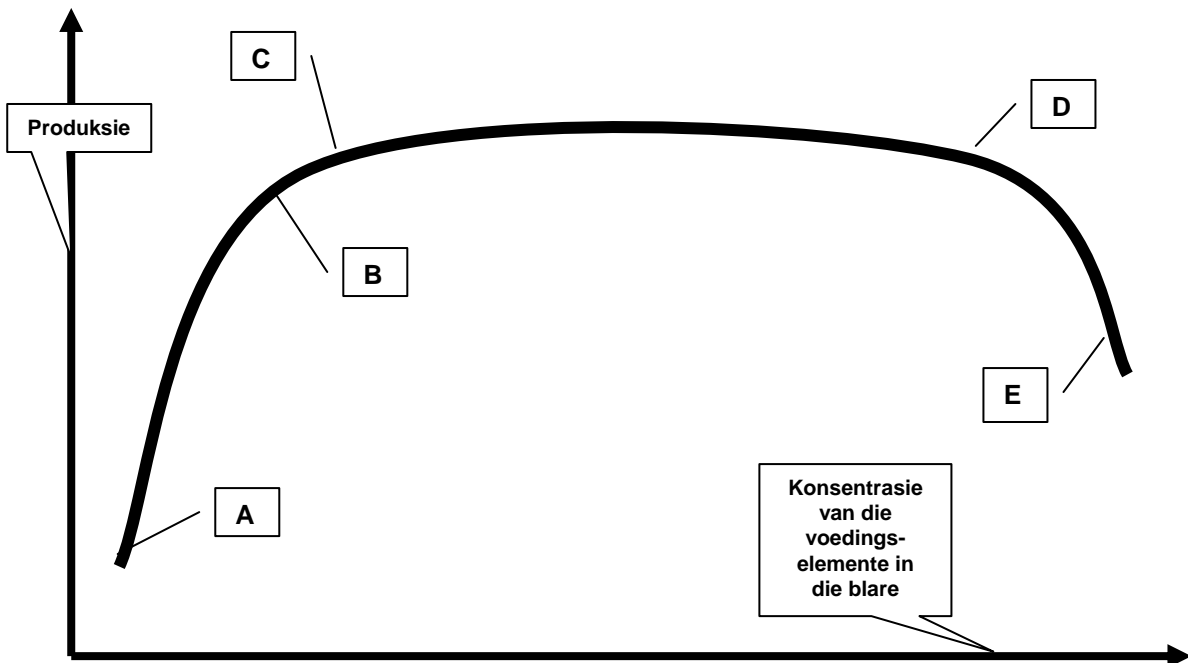 C
D
Produksie
B
E
A
Konsentrasie
van die
voedings-
elemente in
die blare